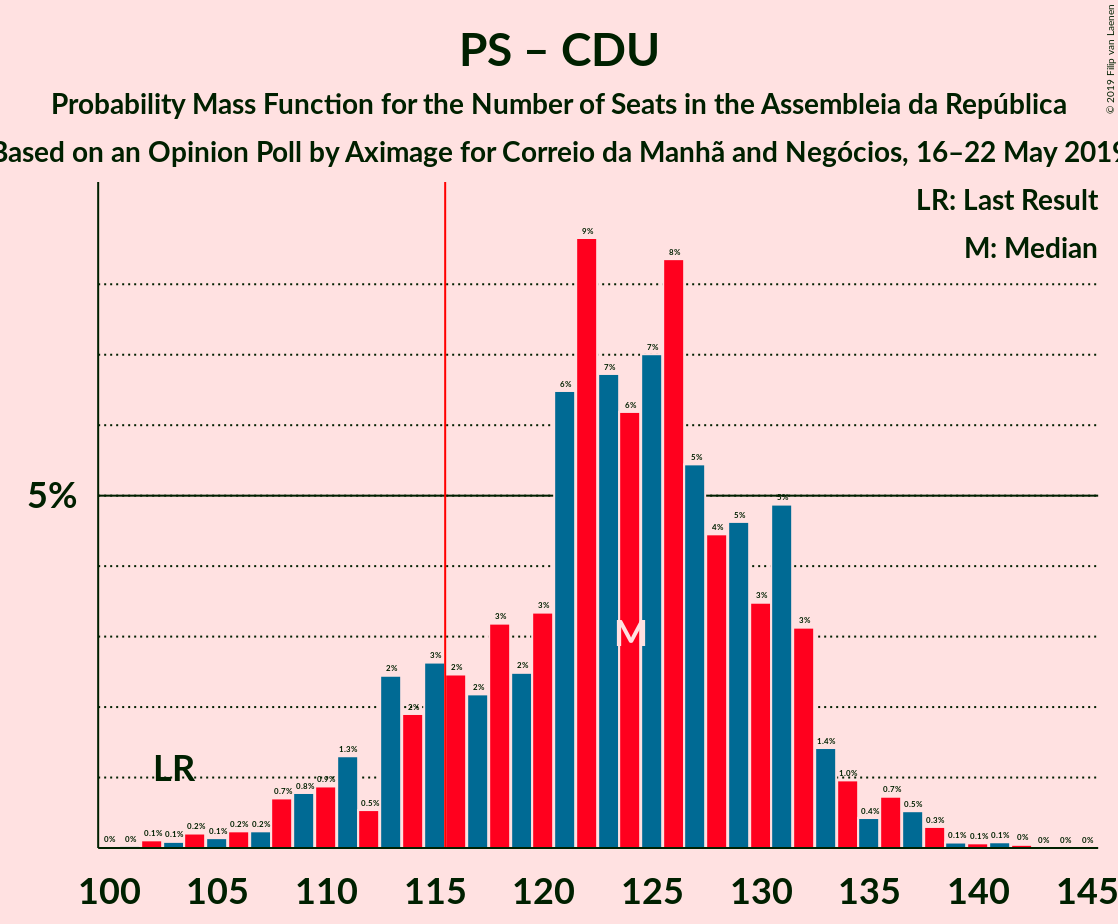 PS – CDU
Probability Mass Function for the Number of Seats in the Assembleia da República
Based on an Opinion Poll by Aximage for Correio da Manhã and Negócios, 16–22 May 2019
© 2019 Filip van Laenen
LR: Last Result
M: Median
5%
LR
M
0% 0% 0.1% 0.1% 0.2% 0.1% 0.2% 0.2% 0.7% 0.8% 0.9% 1.3% 0.5% 2% 2% 3% 2% 2% 3% 2% 3% 6% 9% 7% 6% 7% 8% 5% 4% 5% 3% 5% 3% 1.4% 1.0% 0.4% 0.7% 0.5% 0.3% 0.1% 0.1% 0.1% 0% 0% 0% 0%
100 105 110 115 120 125 130 135 140 145